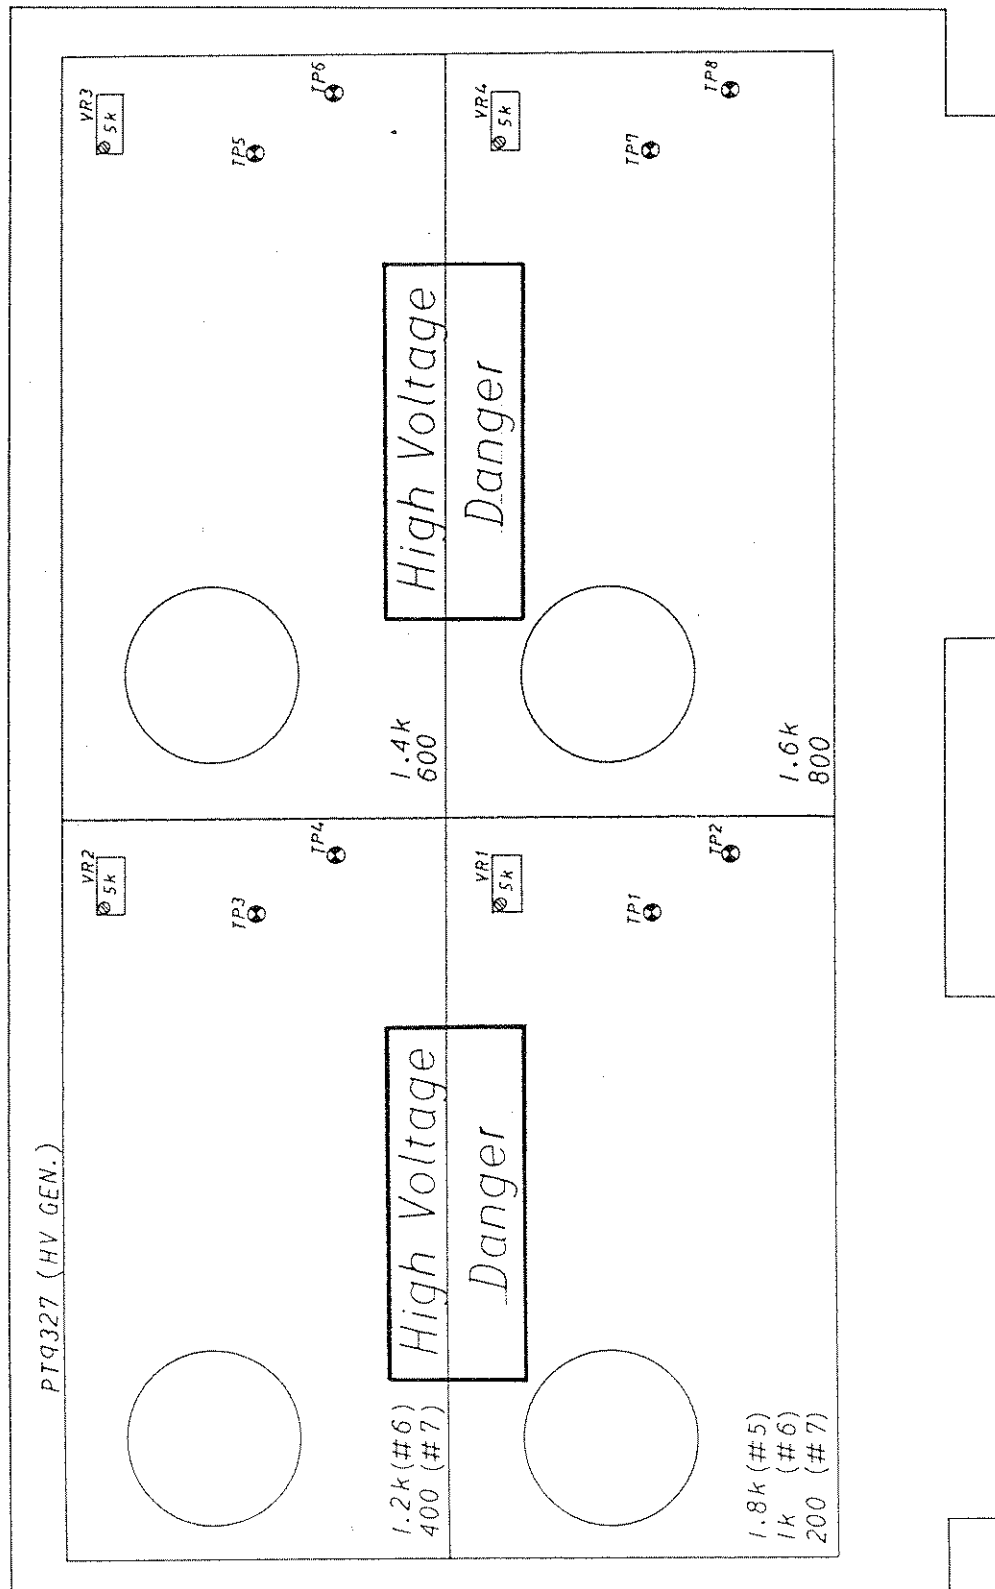 PT9327 (HV GEN.)
VR2
5k
TP3
TP4
1.2k (#6)
400 (#7)
VR3
5k
TP5
TP6
1.4k
600
High Voltage
Danger
High Voltage
Danger
VR1
5k
TP1
TP2
1.8k (#5)
1k (#6)
200 (#7)
VR4
5k
TP7
TP8
1.6k
800